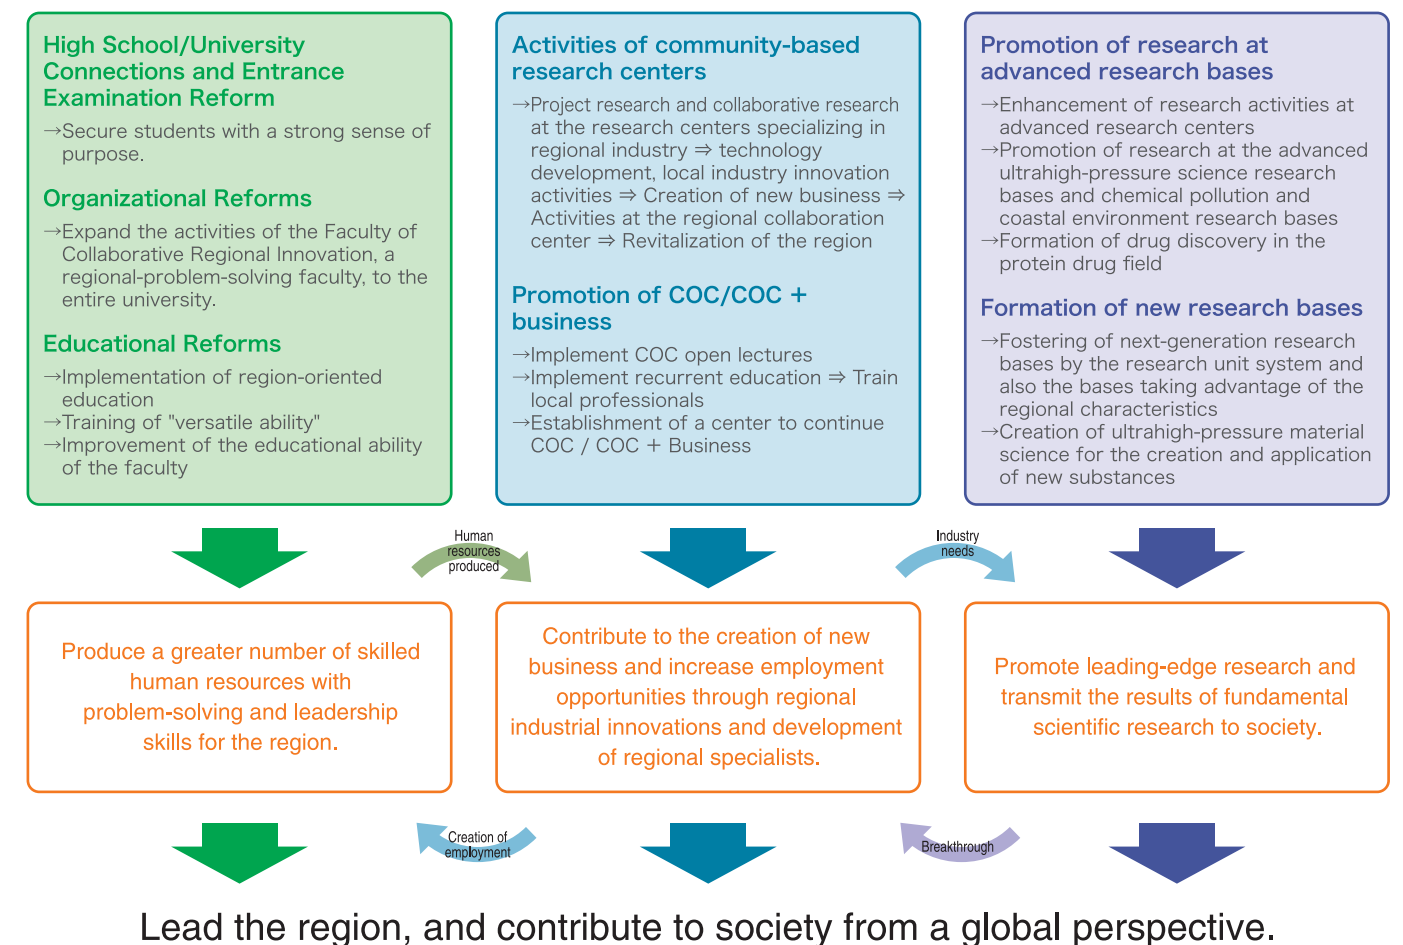 High School/University
Connections and Entrance
Examination Reform
→Secure students with a strong sense of
purpose.
Organizational Reforms
→Expand the activities of the Faculty of
Collaborative Regional Innovation, a
regional-problem-solving faculty, to the
entire university.
Educational Reforms
→Implementation of region-oriented
education
→Training of "versatile ability"
→Improvement of the educational ability
of the faculty
Activities of community-based
research centers
→Project research and collaborative research
at the research centers specializing in
regional industry ⇒ technology
development, local industry innovation
activities ⇒ Creation of new business ⇒
Activities at the regional collaboration
center ⇒ Revitalization of the region
Promotion of COC/COC +
business
→Implement COC open lectures
→Implement recurrent education ⇒ Train
local professionals
→Establishment of a center to continue
COC / COC + Business
Promotion of research at
advanced research bases
→Enhancement of research activities at
advanced research centers
→Promotion of research at the advanced
ultrahigh-pressure science research
bases and chemical pollution and
coastal environment research bases
→Formation of drug discovery in the
protein drug field
Formation of new research bases
→Fostering of next-generation research
bases by the research unit system and
also the bases taking advantage of the
regional characteristics
→Creation of ultrahigh-pressure material
science for the creation and application
of new substances
Human
resources
produced
Industry
needs
Produce a greater number of skilled
human resources with
problem-solving and leadership
skills for the region.
Contribute to the creation of new
business and increase employment
opportunities through regional
industrial innovations and development
of regional specialists.
Promote leading-edge research and
transmit the results of fundamental
scientific research to society.
Creation of
employment
Breakthrough
Lead the region, and contribute to society from a global perspective.